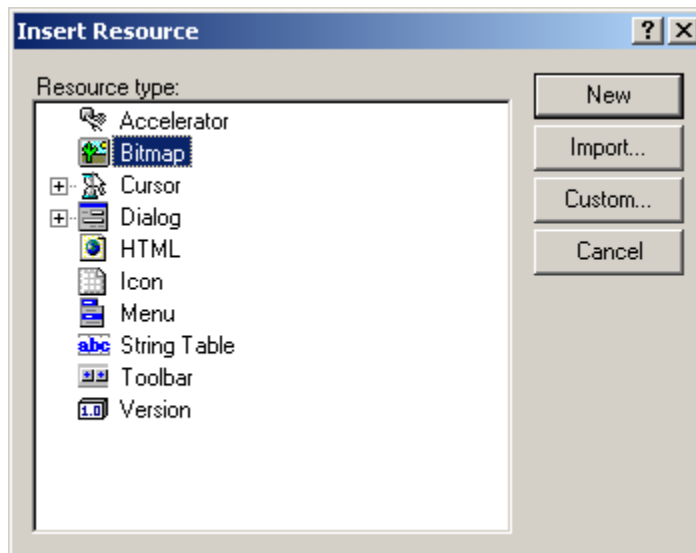 Insert Resource
Resource type:
Accelerator
Bitmap
Cursor
Dialog
HTML
Icon
Menu
abc String Table
Toolbar
1.0 Version
New
Import...
Custom...
Cancel